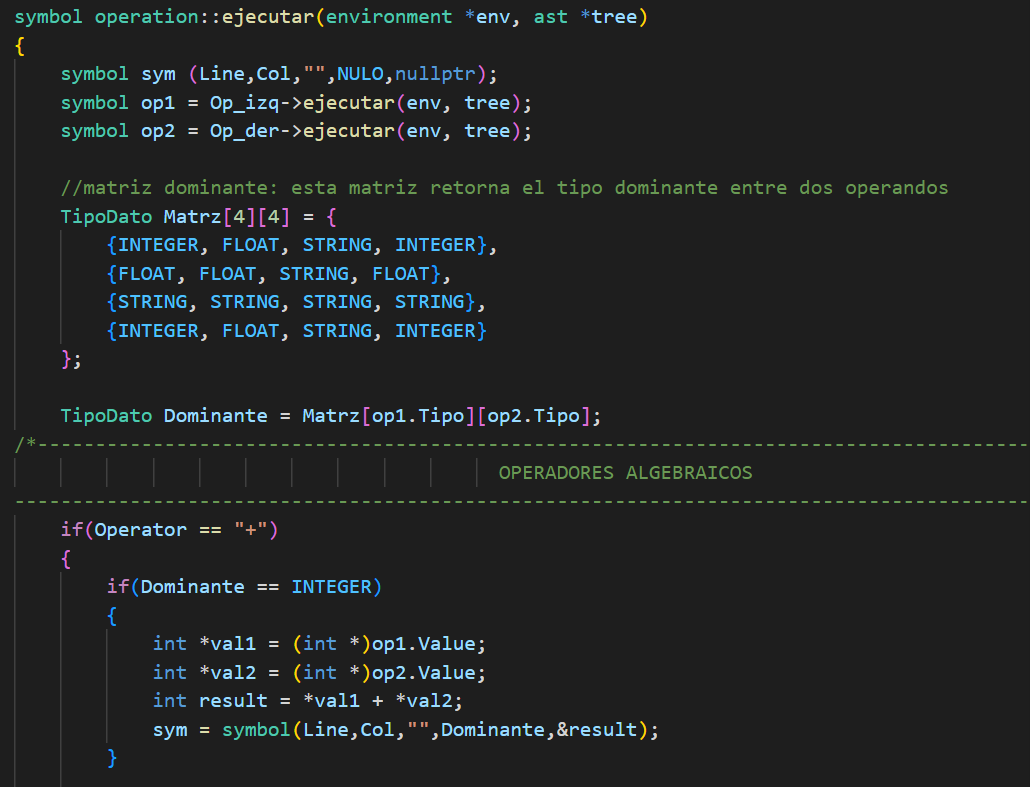 symbol operation::ejecutar(environment *env, ast *tree)
{
    symbol sym (Line,Col,"",NULO,nullptr);
    symbol op1 = Op_izq->ejecutar(env, tree);
    symbol op2 = Op_der->ejecutar(env, tree);

    //matriz dominante: esta matriz retorna el tipo dominante entre dos operandos
    TipoDato Matrz[4][4] = {
        {INTEGER, FLOAT, STRING, INTEGER},
        {FLOAT, FLOAT, STRING, FLOAT},
        {STRING, STRING, STRING, STRING},
        {INTEGER, FLOAT, STRING, INTEGER}
    };

    TipoDato Dominante = Matrz[op1.Tipo][op2.Tipo];
/*--------------------------------------------------------------------------------------
                                          OPERADORES ALGEBRAICOS
----------------------------------------------------------------------------------------
    if(Operator == "+")
    {
        if(Dominante == INTEGER)
        {
            int *val1 = (int *)op1.Value;
            int *val2 = (int *)op2.Value;
            int result = *val1 + *val2;
            sym = symbol(Line,Col,"",Dominante,&result);
        }